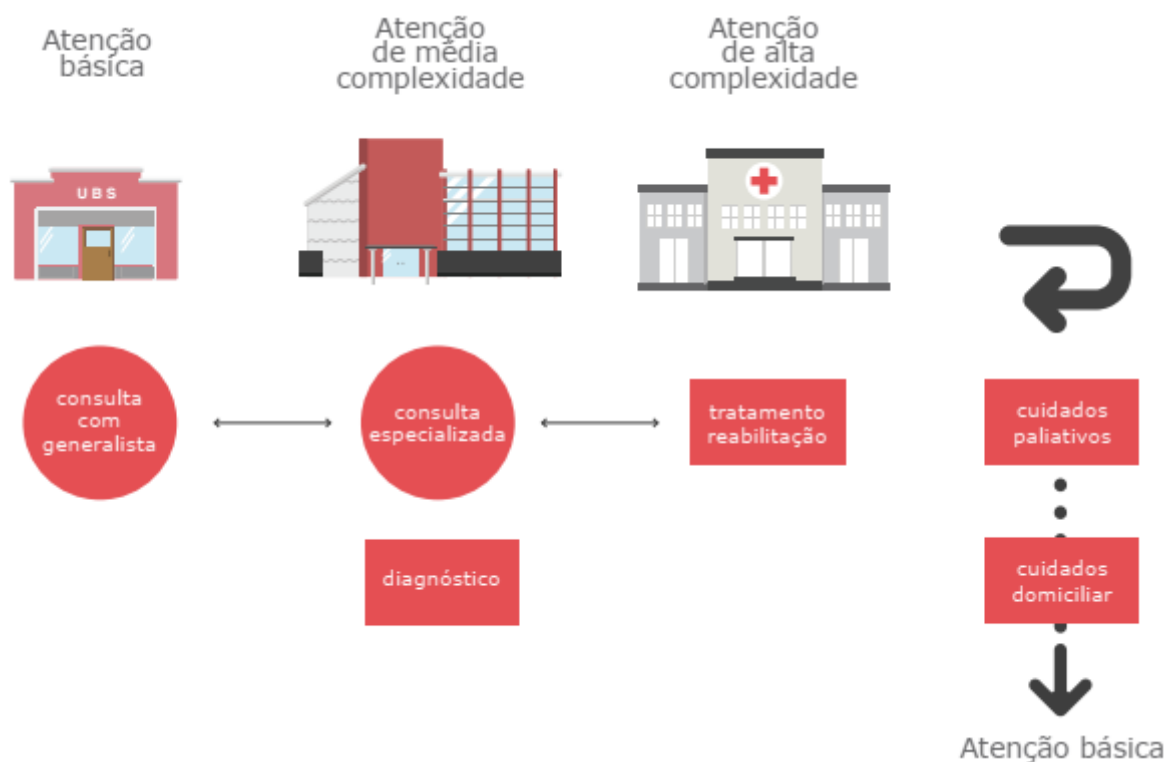 Atenção
básica
Atenção
de média
complexidade
Atenção
de alta
complexidade
UBS
consulta
com
generalista
consulta
especializada
tratamento
reabilitação
cuidados
paliativos
diagnóstico
cuidados
domiciliar
Atenção básica